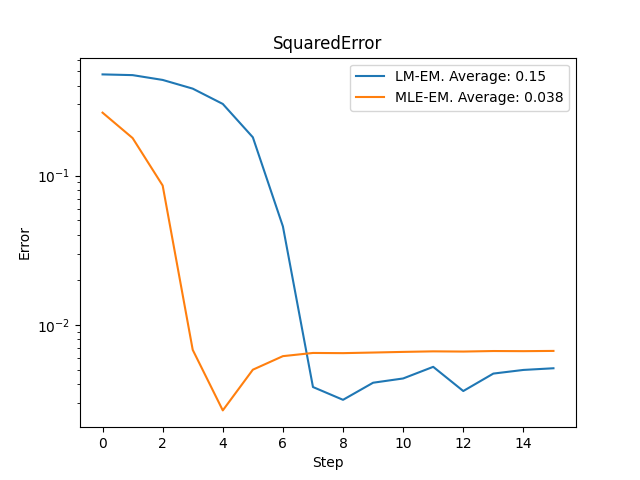 SquaredError
LM-EM. Average: 0.15
MLE-EM. Average: 0.038
10⁻¹
10⁻²
Error
0 2 4 6 8 10 12 14
Step